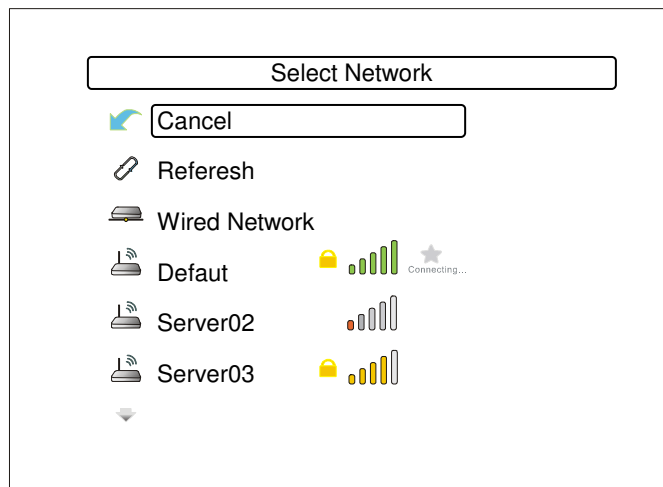 Select Network
Cancel
Referesh
Wired Network
Defaut
Connecting...
Server02
Server03